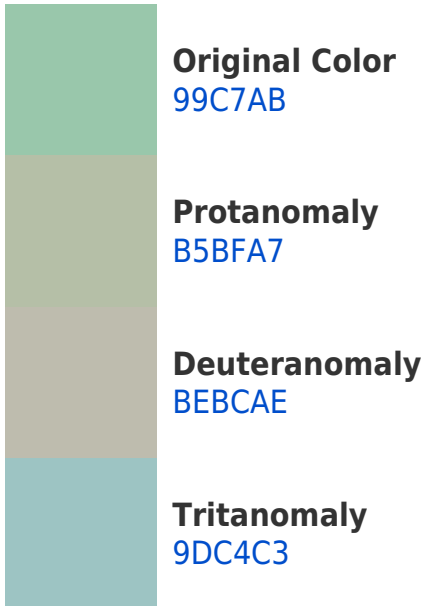 Original Color
99C7AB
Protanomaly
B5BFA7
Deuteranomaly
BEBCAE
Tritanomaly
9DC4C3